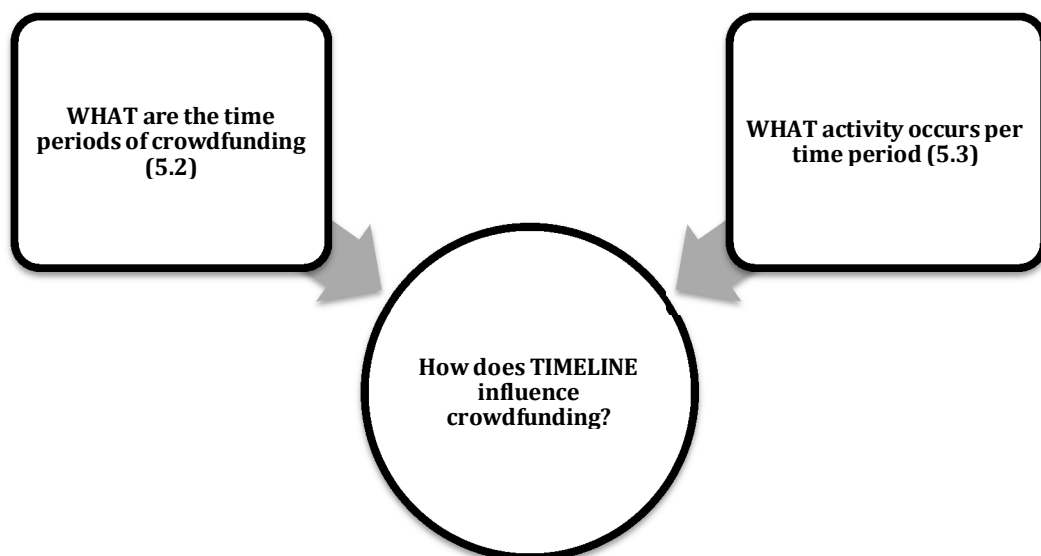 WHAT are the time
periods of crowdfunding
(5.2)
WHAT activity occurs per
time period (5.3)
How does TIMELINE
influence
crowdfunding?